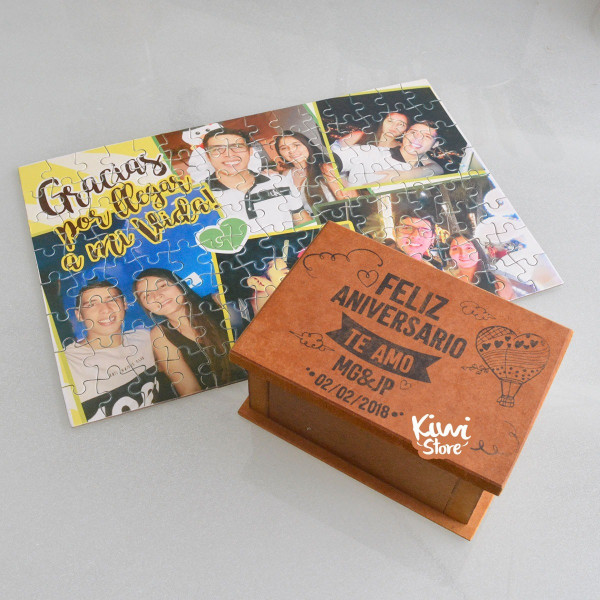 Gracias
por llegar
a mi Vida!
FELIZ
ANIVERSARIO
TE AMO
MG&JP
02/02/2018
Kiwi
Store